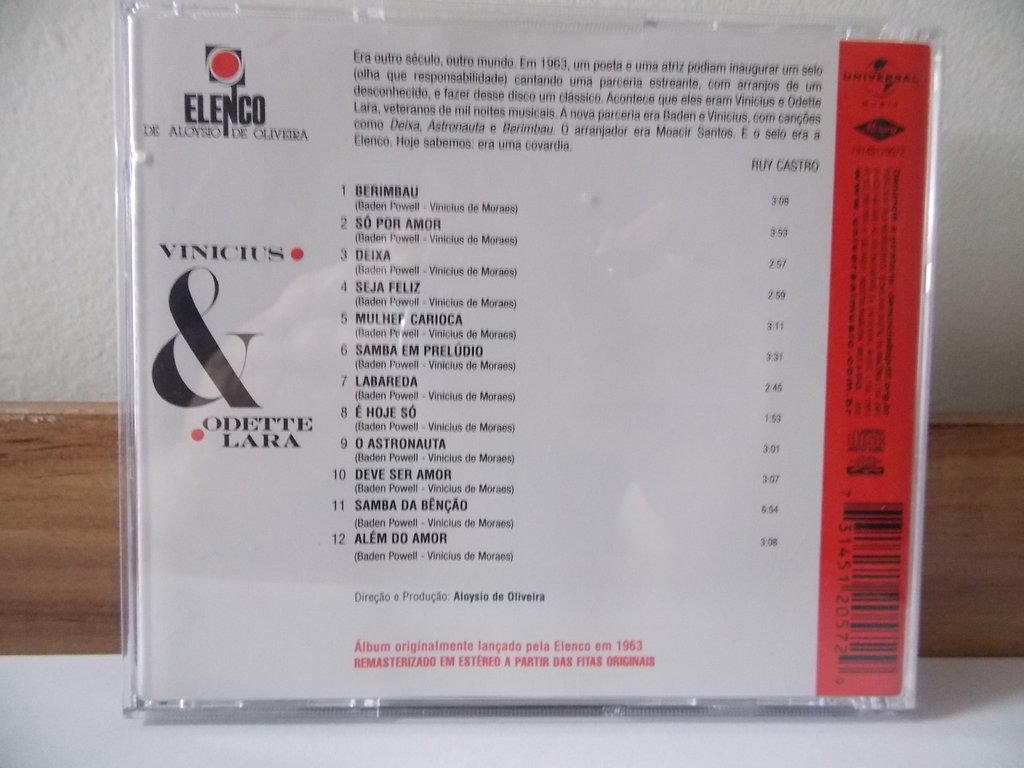 ELENCO
DE ALOYSIO DE OLIVEIRA
Era outro século, outro mundo. Em 1963, um poeta e uma atriz podiam inaugurar um selo
(olha que responsabilidade) cantando uma parceria estreante, com arranjos de um
desconhecido, e fazer desse disco um clássico. Acontece que eles eram Vinicius e Odette
Lara, veteranos de mil noites musicais. A nova parceria era Baden e Vinicius, com canções
como Deixa, Astronauta e Berimbau. O arranjador era Moacir Santos. E o selo era a
Elenco. Hoje sabemos: era uma covardia.
RUY CASTRO
VINICIUS
&
ODETTE
LARA
1 BERIMBAU 3:08
(Baden Powell - Vinicius de Moraes)
2 SÓ POR AMOR 3:53
(Baden Powell - Vinicius de Moraes)
3 DEIXA 2:57
(Baden Powell - Vinicius de Moraes)
4 SEJA FELIZ 2:59
(Baden Powell - Vinicius de Moraes)
5 MULHER CARIOCA 3:11
(Baden Powell - Vinicius de Moraes)
6 SAMBA EM PRELÚDIO 3:31
(Baden Powell - Vinicius de Moraes)
7 LABAREDA 2:45
(Baden Powell - Vinicius de Moraes)
8 É HOJE SÓ 1:53
(Baden Powell - Vinicius de Moraes)
9 O ASTRONAUTA 3:01
(Baden Powell - Vinicius de Moraes)
10 DEVE SER AMOR 3:07
(Baden Powell - Vinicius de Moraes)
11 SAMBA DA BÊNÇÃO 6:54
(Baden Powell - Vinicius de Moraes)
12 ALÉM DO AMOR 3:08
(Baden Powell - Vinicius de Moraes)
Direção e Produção: Aloysio de Oliveira
Álbum originalmente lançado pela Elenco em 1963
REMASTERIZADO EM ESTÉREO A PARTIR DAS FITAS ORIGINAIS
UNIVERSAL
MUSIC
www.universalmusic.com.br
7 31451 20572 9